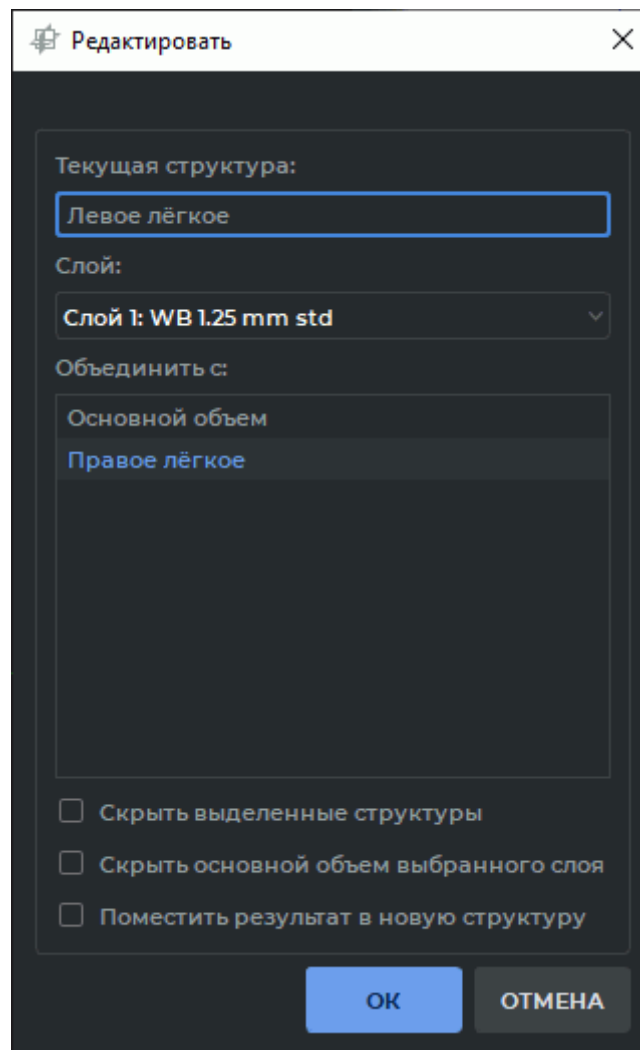 Редактировать
Текущая структура:
Левое лёгкое
Слой:
Слой 1: WB 1.25 mm std
Объединить с:
Основной объем
Правое лёгкое
Скрыть выделенные структуры
Скрыть основной объем выбранного слоя
Поместить результат в новую структуру
ОК
ОТМЕНА